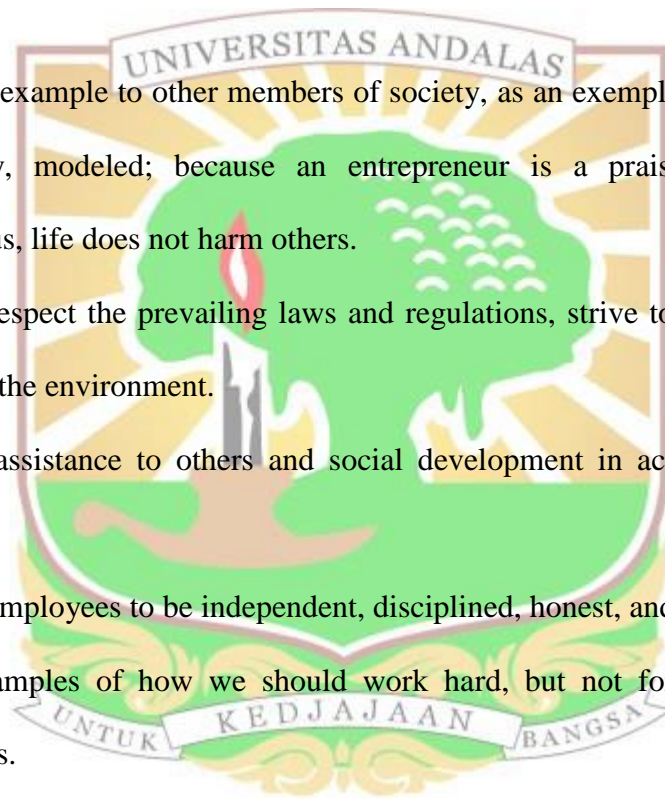 UNIVERSITAS ANDALAS
example to other members of society, as an exempl
, modeled; because an entrepreneur is a prais
us, life does not harm others.
espect the prevailing laws and regulations, strive to
the environment.
assistance to others and social development in ac
mployees to be independent, disciplined, honest, and
amples of how we should work hard, but not fo
s.
UNTUK KEDJAJAAN BANGSA